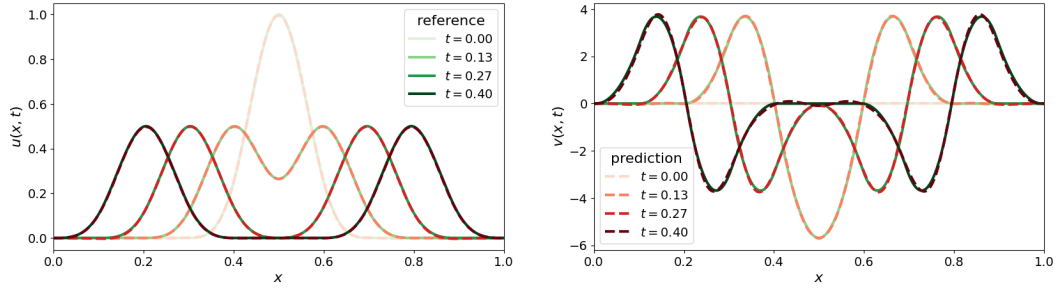 reference
t = 0.00
t = 0.13
t = 0.27
t = 0.40
u(x, t)
1.0
0.8
0.6
0.4
0.2
0.0
0.0 0.2 0.4 0.6 0.8 1.0
x
v(x, t)
4
2
0
−2
−4
−6
prediction
t = 0.00
t = 0.13
t = 0.27
t = 0.40
0.0 0.2 0.4 0.6 0.8 1.0
x